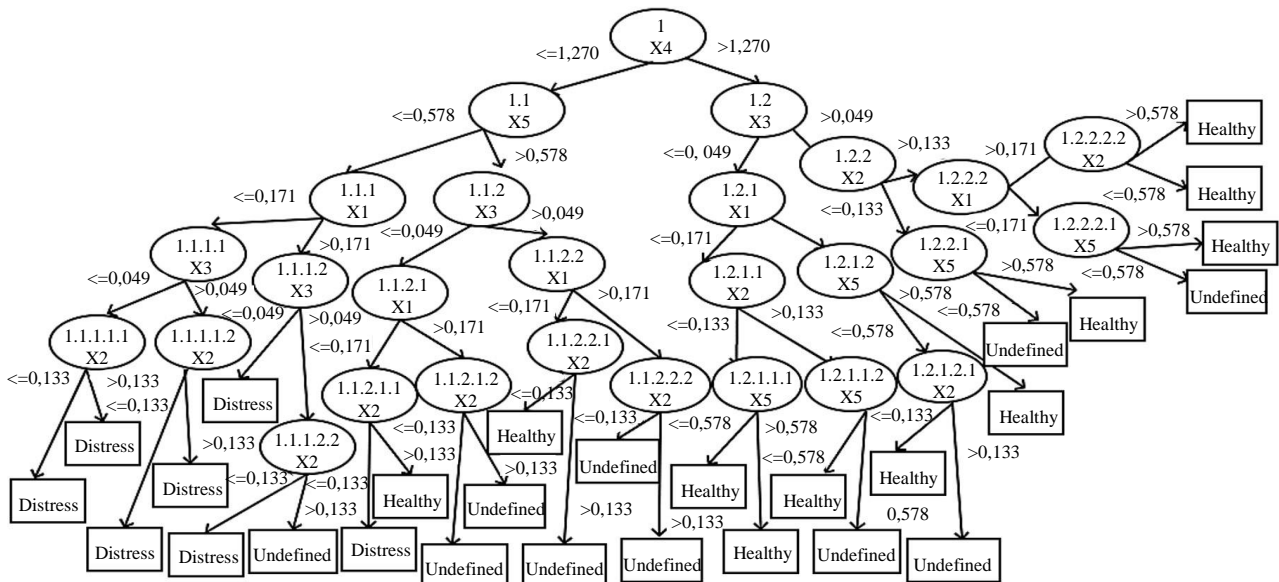 1
X4
<=1,270
>1,270
1.1
X5
1.2
X3
<=0,578
>0,578
<=0, 049
>0,049
1.2.2
X2
>0,133
1.2.2.2
X1
>0,171
1.2.2.2.2
X2
>0,578
Healthy
<=0,578
Healthy
<=0,171
1.2.2.2.1
X5
>0,578
Healthy
<=0,578
Undefined
1.1.1
X1
1.1.2
X3
1.2.1
X1
<=0,133
1.2.2.1
X5
>0,578
Healthy
<=0,578
Undefined
<=0,171
>0,171
<=0,049
>0,049
<=0,171
1.2.1.2
X5
>0,578
Healthy
<=0,578
1.1.1.1
X3
1.1.1.2
X3
1.1.2.1
X1
1.1.2.2
X1
1.2.1.1
X2
<=0,049
>0,049
<=0,049
>0,049
<=0,171
>0,171
<=0,171
>0,171
<=0,133
>0,133
1.1.1.1.1
X2
1.1.1.1.2
X2
Distress
1.1.2.1.1
X2
1.1.2.1.2
X2
1.1.2.2.1
X2
1.1.2.2.2
X2
1.2.1.1.1
X5
1.2.1.1.2
X5
1.2.1.2.1
X2
<=0,133
>0,133
<=0,133
Distress
>0,133
Distress
1.1.1.2.2
X2
<=0,133
>0,133
Healthy
<=0,133
Healthy
<=0,133
Undefined
<=0,578
>0,578
<=0,578
<=0,133
>0,133
Distress
<=0,133
<=0,133
>0,133
>0,133
Undefined
>0,133
>0,133
Healthy
Healthy
Healthy
0,578
Distress
Distress
Undefined
Distress
Undefined
Undefined
Undefined
Healthy
Undefined
Undefined